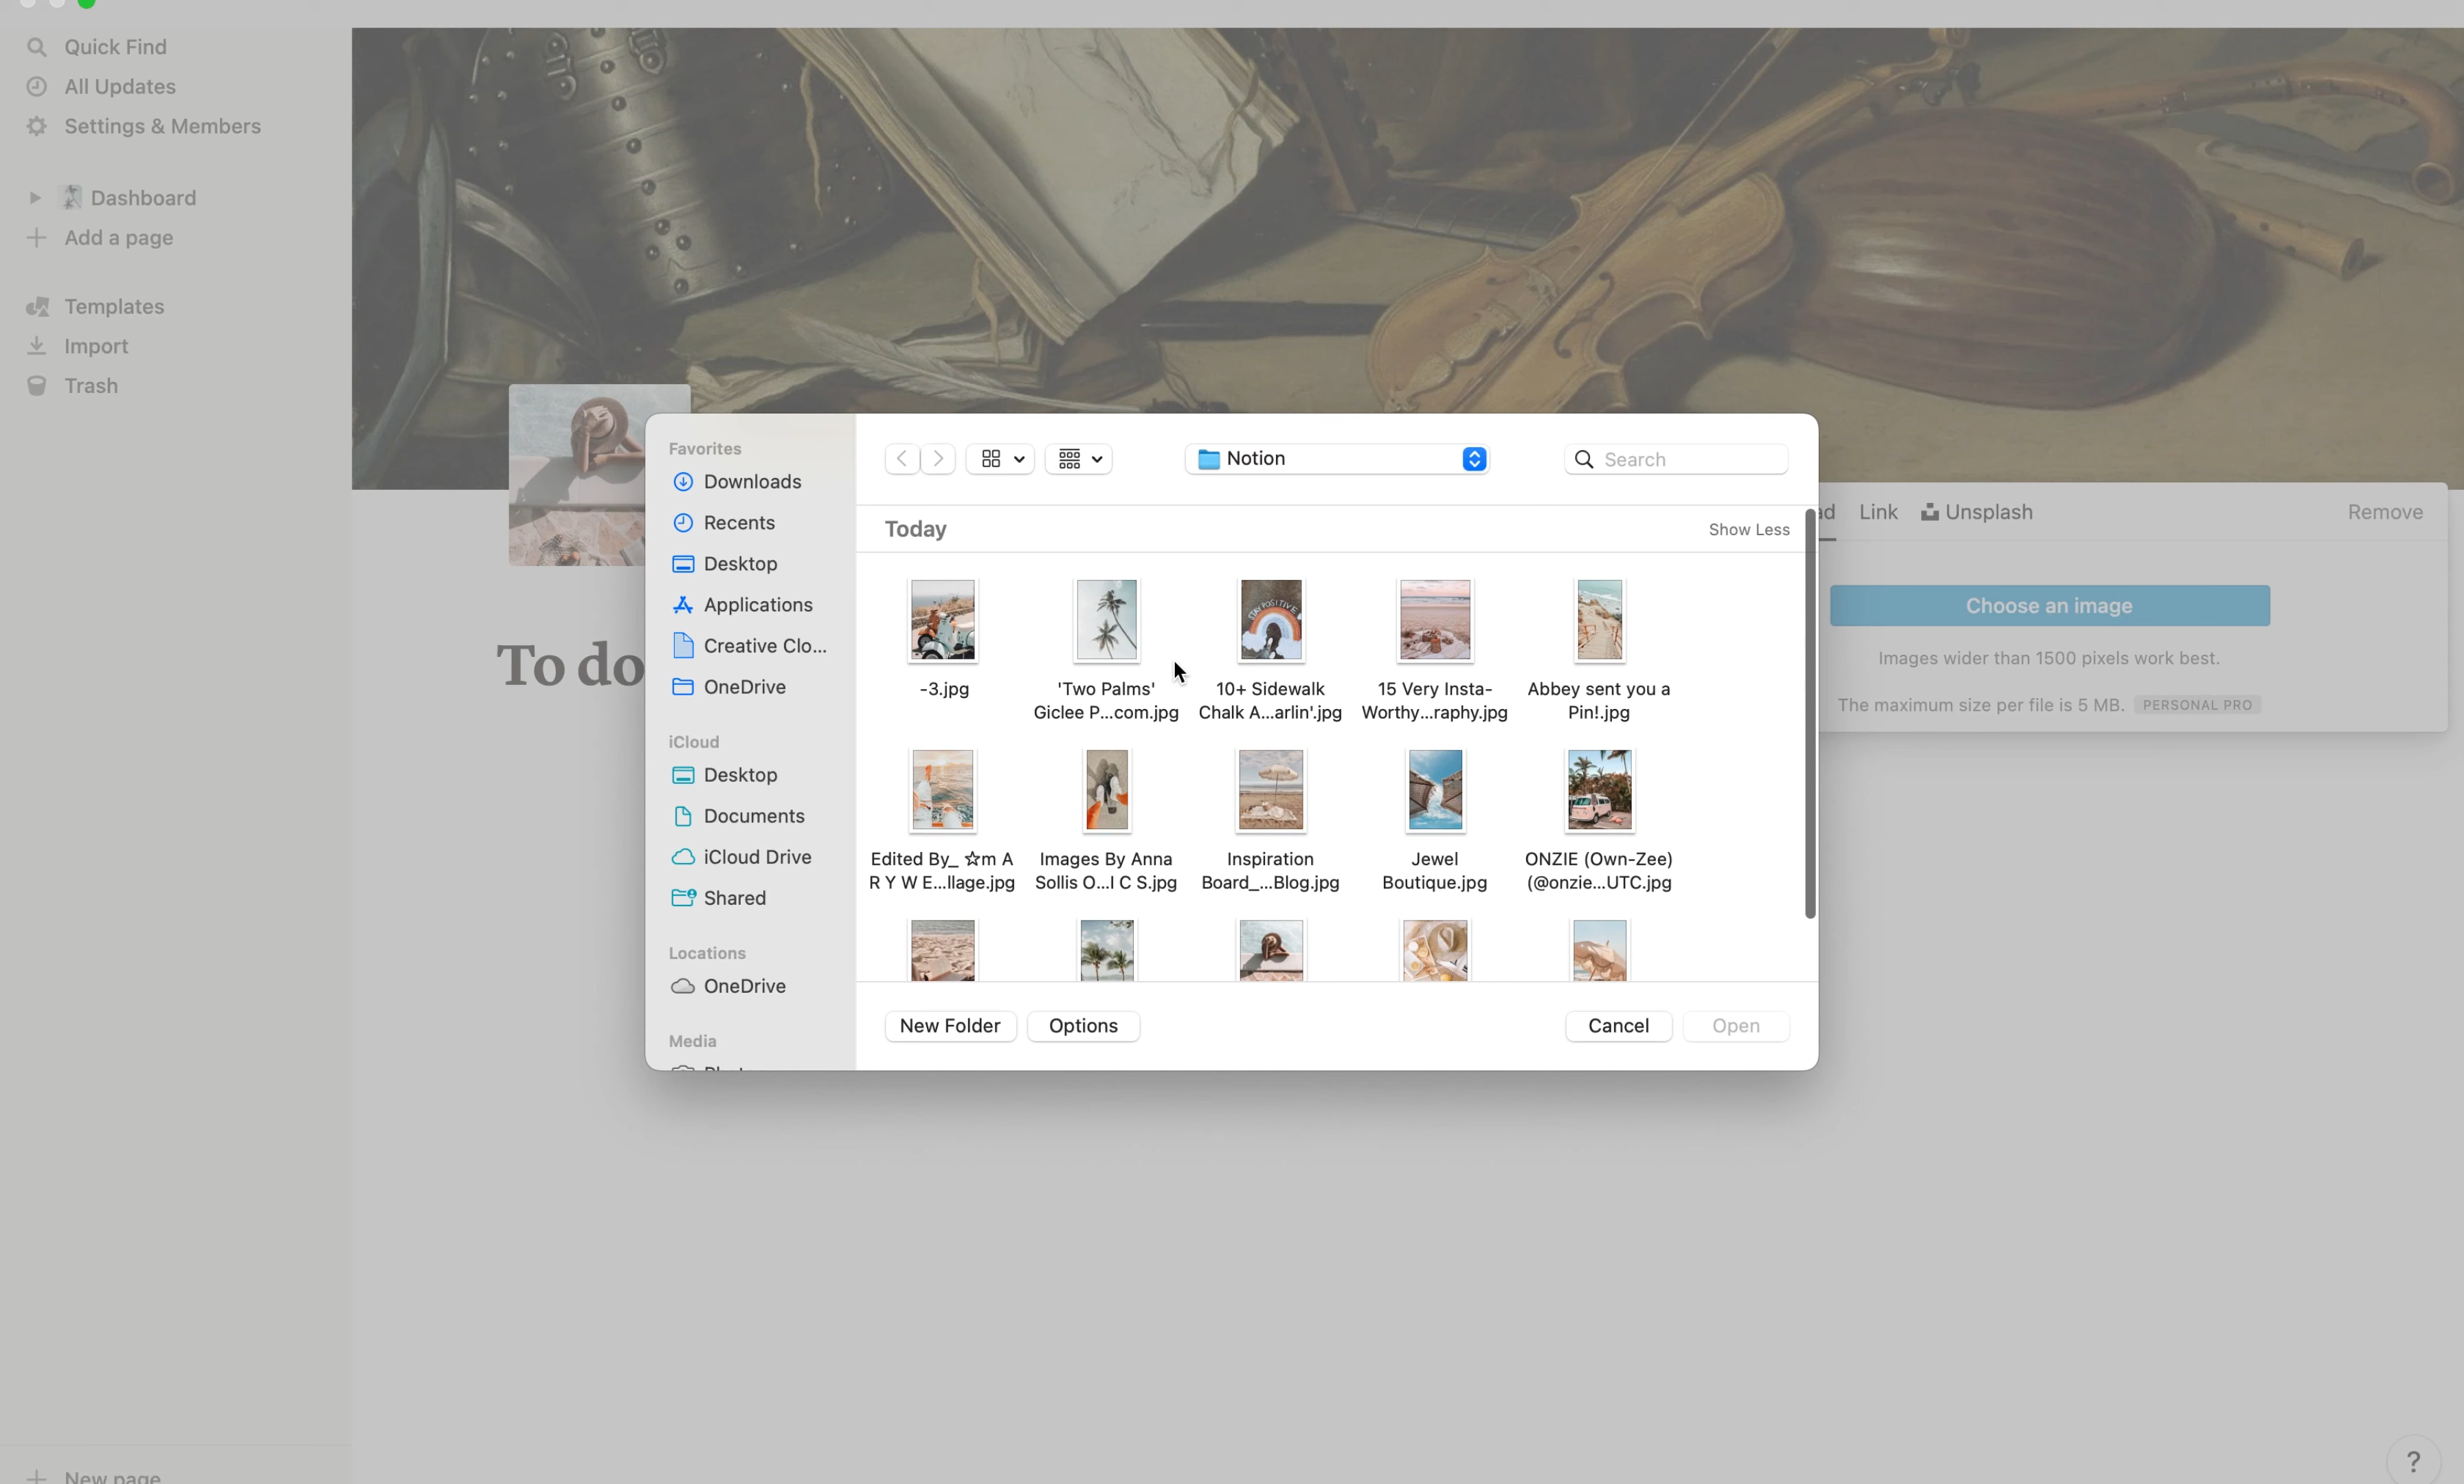 Quick Find
All Updates
Settings & Members
Dashboard
Add a page
Templates
Import
Trash
To do
Favorites
Downloads
Recents
Desktop
Applications
Creative Clo...
OneDrive
iCloud
Desktop
Documents
iCloud Drive
Shared
Locations
OneDrive
Media
Notion
Search
Today
Show Less
-3.jpg
'Two Palms'
Giclee P...com.jpg
10+ Sidewalk
Chalk A...arlin'.jpg
15 Very Insta-
Worthy...raphy.jpg
Abbey sent you a
Pin!.jpg
STAY POSITIVE
Edited By_ ☆m A
R Y W E...llage.jpg
Images By Anna
Sollis O...I C S.jpg
Inspiration
Board_...Blog.jpg
Jewel
Boutique.jpg
ONZIE (Own-Zee)
(@onzie...UTC.jpg
New Folder
Options
Cancel
Open
Link
Unsplash
Remove
Choose an image
Images wider than 1500 pixels work best.
The maximum size per file is 5 MB. PERSONAL PRO
New page
?